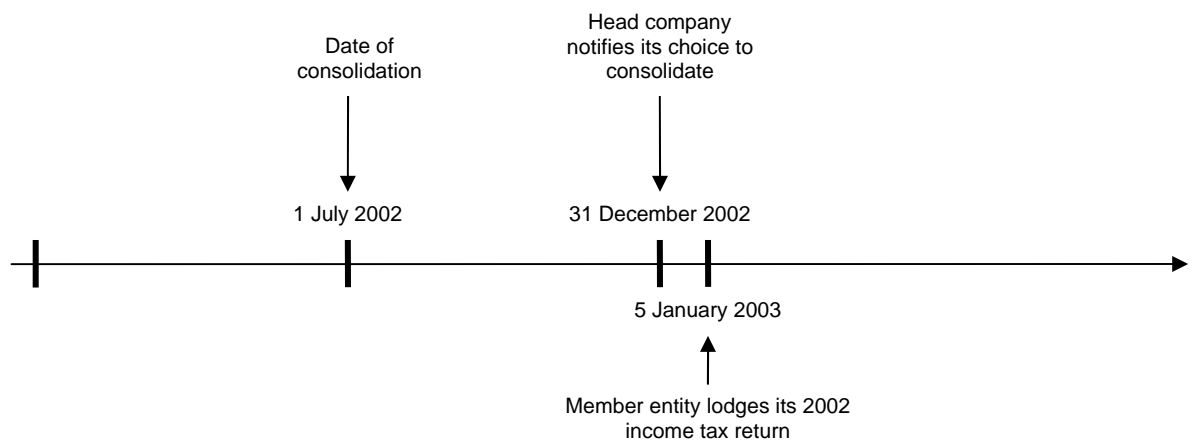 Head company
notifies its choice to
consolidate
Date of
consolidation
1 July 2002
31 December 2002
5 January 2003
Member entity lodges its 2002
income tax return